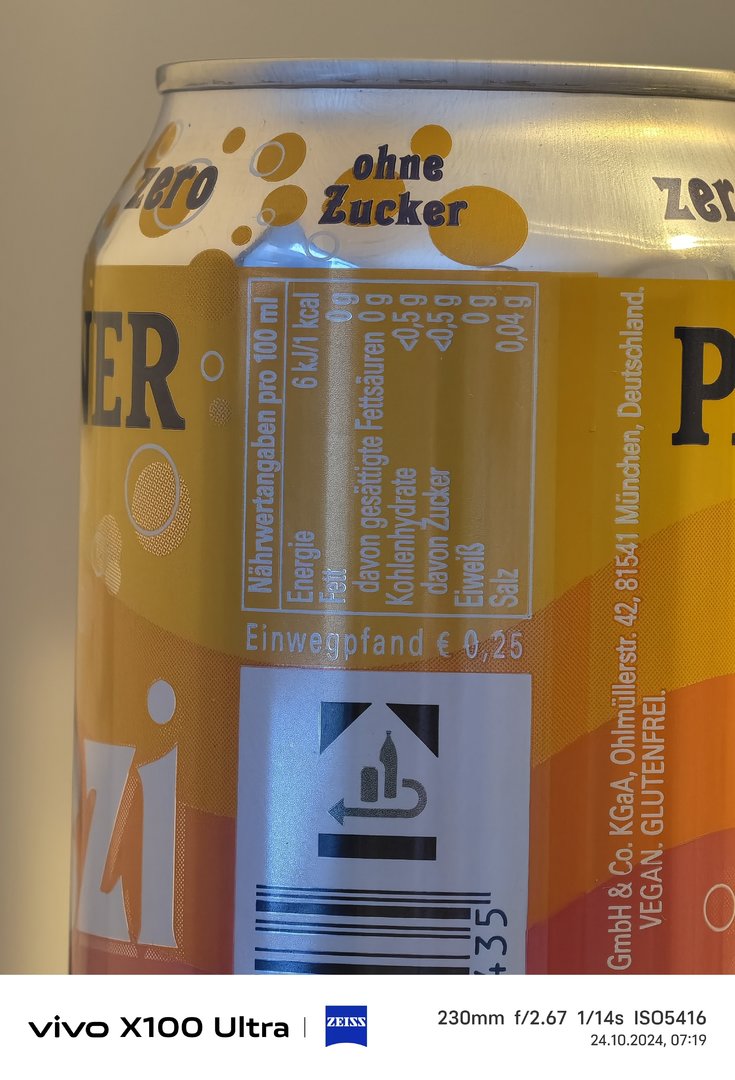 zero
ohne
Zucker
zer
NER
Nährwertangaben pro 100 ml
Energie 6 kJ/1 kcal
Fett 0 g
davon gesättigte Fettsäuren 0 g
Kohlenhydrate <0,5 g
davon Zucker <0,5 g
Eiweiß 0 g
Salz 0,04 g
Einwegpfand € 0,25
GmbH & Co. KGaA, Ohlmüllerstr. 42, 81541 München, Deutschland.
VEGAN. GLUTENFREI.
P
zi
435
vivo X100 Ultra | ZEISS
230mm f/2.67 1/14s ISO5416
24.10.2024, 07:19